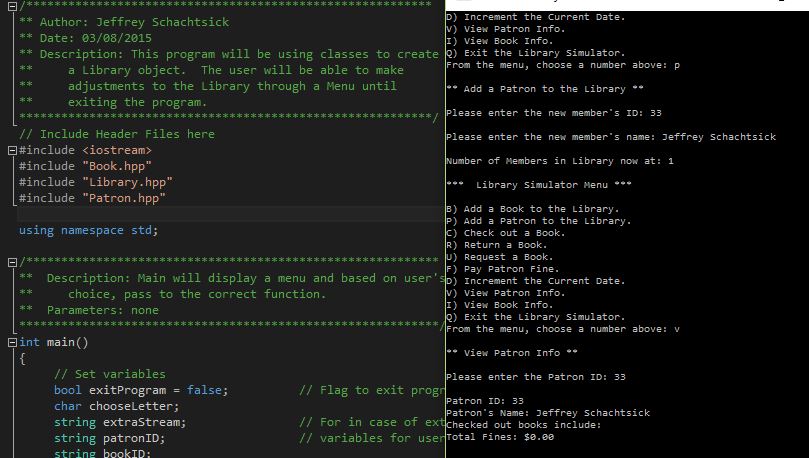 /************************************************************
** Author: Jeffrey Schachtsick
** Date: 03/08/2015
** Description: This program will be using classes to create
** a Library object. The user will be able to make
** adjustments to the Library through a Menu until
** exiting the program.
*************************************************************/
// Include Header Files here
#include <iostream>
#include "Book.hpp"
#include "Library.hpp"
#include "Patron.hpp"
using namespace std;
/************************************************************
** Description: Main will display a menu and based on user's
** choice, pass to the correct function.
** Parameters: none
*************************************************************/
int main()
{
// Set variables
bool exitProgram = false; // Flag to exit progr
char chooseLetter;
string extraStream; // For in case of ext
string patronID; // variables for user
string bookID;
D) Increment the Current Date.
V) View Patron Info.
I) View Book Info.
Q) Exit the Library Simulator.
From the menu, choose a number above: p
** Add a Patron to the Library **
Please enter the new member's ID: 33
Please enter the new member's name: Jeffrey Schachtsick
Number of Members in Library now at: 1
*** Library Simulator Menu ***
B) Add a Book to the Library.
P) Add a Patron to the Library.
C) Check out a Book.
R) Return a Book.
U) Request a Book.
F) Pay Patron Fine.
D) Increment the Current Date.
V) View Patron Info.
I) View Book Info.
Q) Exit the Library Simulator.
From the menu, choose a number above: v
** View Patron Info **
Please enter the Patron ID: 33
Patron ID: 33
Patron's Name: Jeffrey Schachtsick
Checked out books include:
Total Fines: $0.00